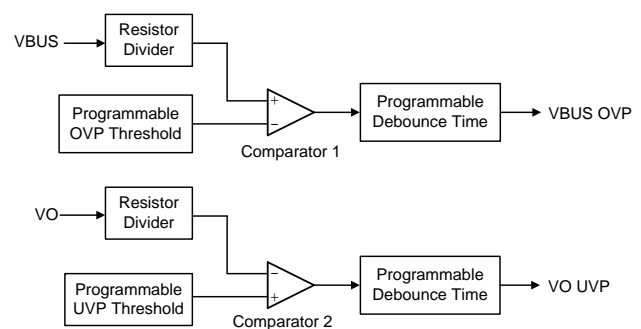 VBUS
Resistor
Divider
Programmable
OVP Threshold
+
−
Comparator 1
Programmable
Debounce Time
VBUS OVP
VO
Resistor
Divider
Programmable
UVP Threshold
−
+
Comparator 2
Programmable
Debounce Time
VO UVP